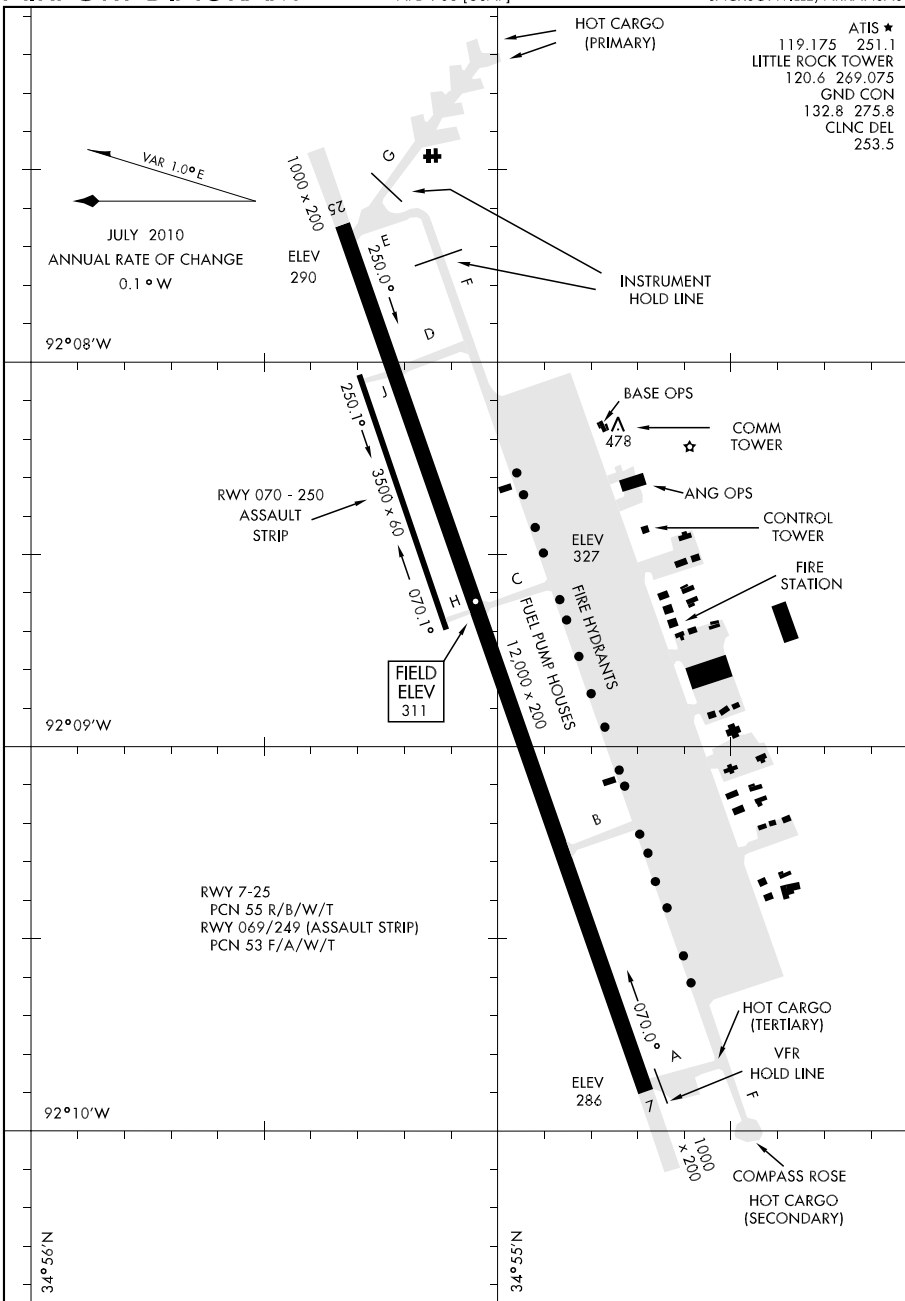 HOT CARGO
(PRIMARY)
ATIS ★
119.175 251.1
LITTLE ROCK TOWER
120.6 269.075
GND CON
132.8 275.8
CLNC DEL
253.5
VAR 1.0° E
JULY 2010
ANNUAL RATE OF CHANGE
0.1° W
1000 x 200
25
G
ELEV
290
E
250.0°
F
INSTRUMENT
HOLD LINE
D
92°08'W
J
250.1°
3500 x 60
070.1°
BASE OPS
478
COMM
TOWER
RWY 070 - 250
ASSAULT
STRIP
ANG OPS
CONTROL
TOWER
ELEV
327
FIRE
STATION
C
H
FIRE HYDRANTS
FUEL PUMP HOUSES
12,000 x 200
FIELD
ELEV
311
92°09'W
B
RWY 7-25
PCN 55 R/B/W/T
RWY 069/249 (ASSAULT STRIP)
PCN 53 F/A/W/T
070.0°
A
HOT CARGO
(TERTIARY)
VFR
HOLD LINE
ELEV
286
7
F
92°10'W
1000
x 200
COMPASS ROSE
HOT CARGO
(SECONDARY)
34°56'N
34°55'N